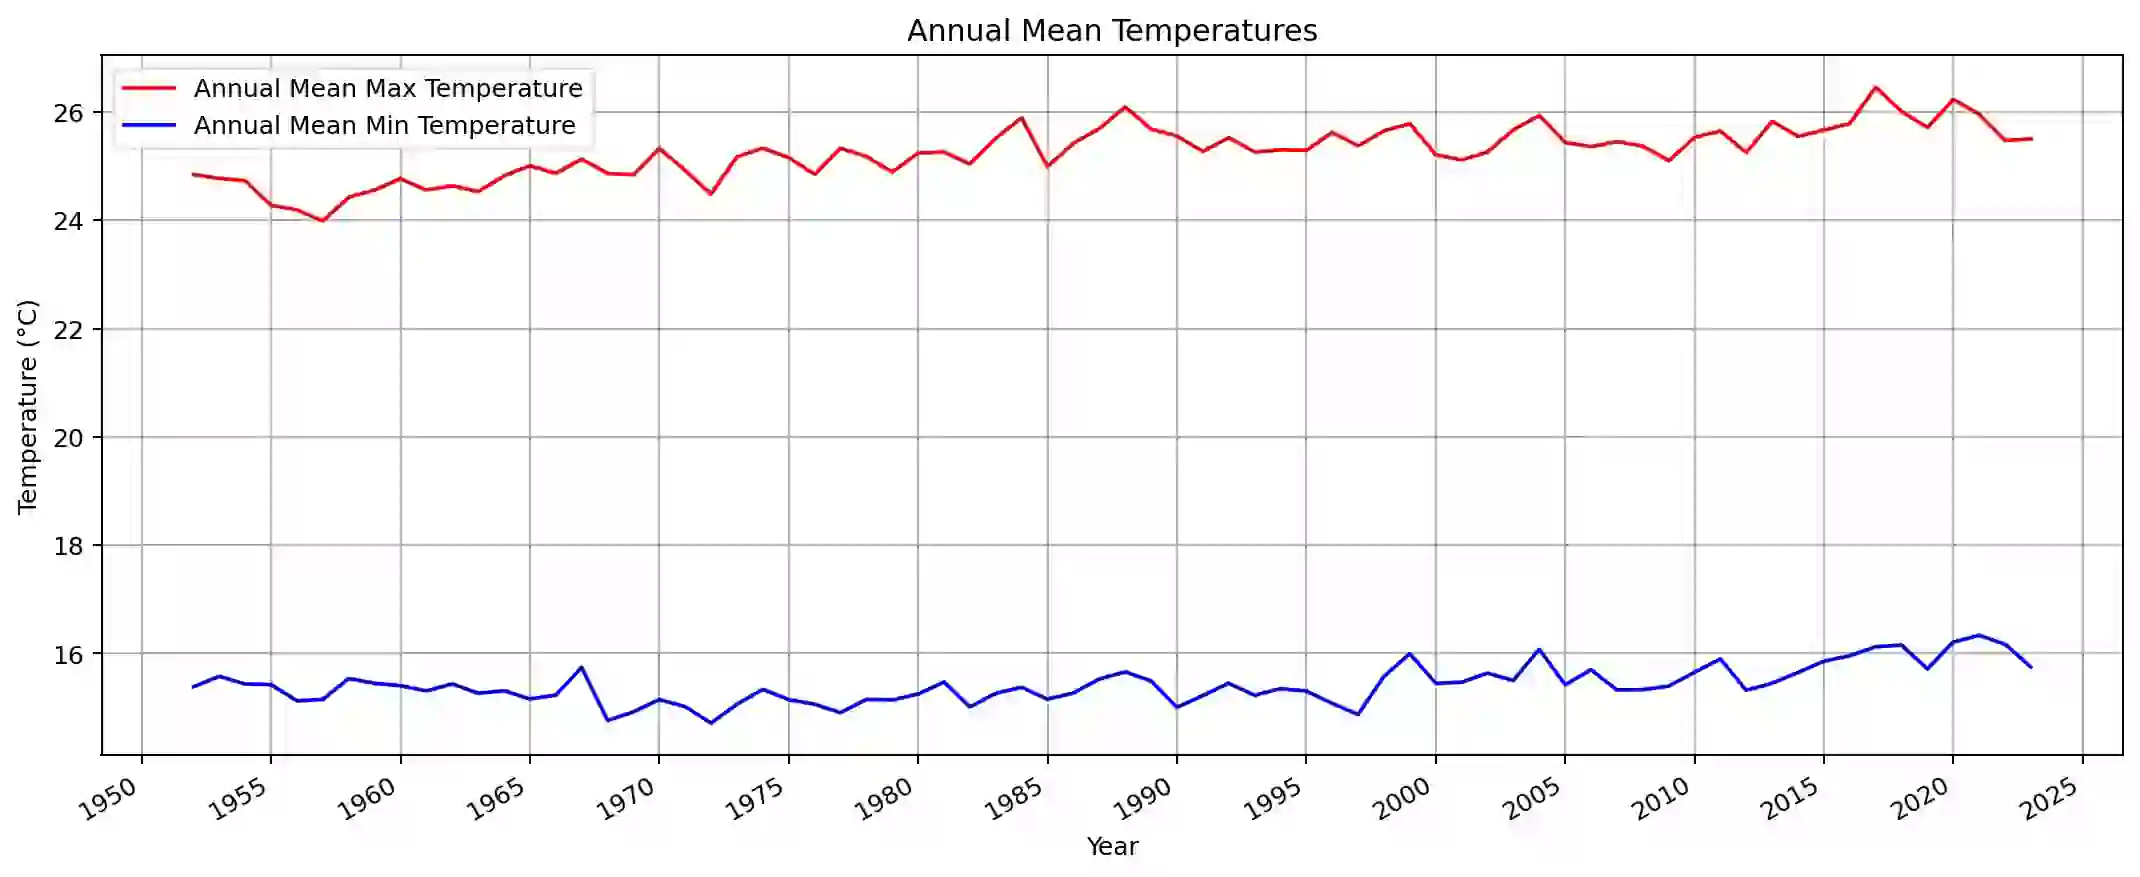 Annual Mean Temperatures
Annual Mean Max Temperature
Annual Mean Min Temperature
Temperature (°C)
26
24
22
20
18
16
1950 1955 1960 1965 1970 1975 1980 1985 1990 1995 2000 2005 2010 2015 2020 2025
Year